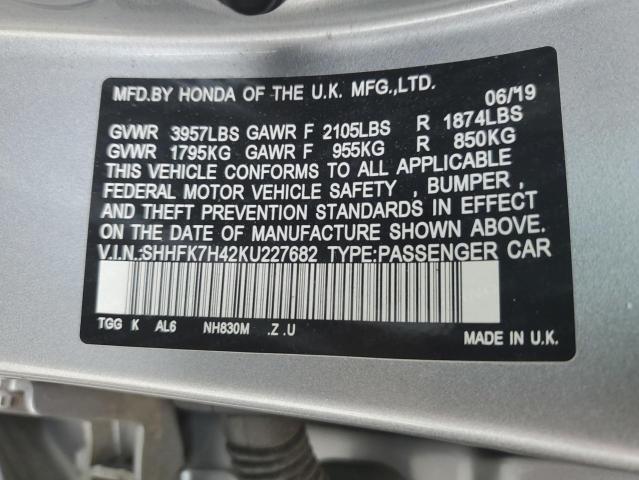 MFD.BY HONDA OF THE U.K. MFG.,LTD.
06/19
GVWR 3957LBS GAWR F 2105LBS R 1874LBS
GVWR 1795KG GAWR F 955KG R 850KG
THIS VEHICLE CONFORMS TO ALL APPLICABLE
FEDERAL MOTOR VEHICLE SAFETY , BUMPER ,
AND THEFT PREVENTION STANDARDS IN EFFECT
ON THE DATE OF MANUFACTURE SHOWN ABOVE.
V.I.N.:SHHFK7H42KU227682 TYPE:PASSENGER CAR
TGG K AL6 NH830M .Z .U
MADE IN U.K.